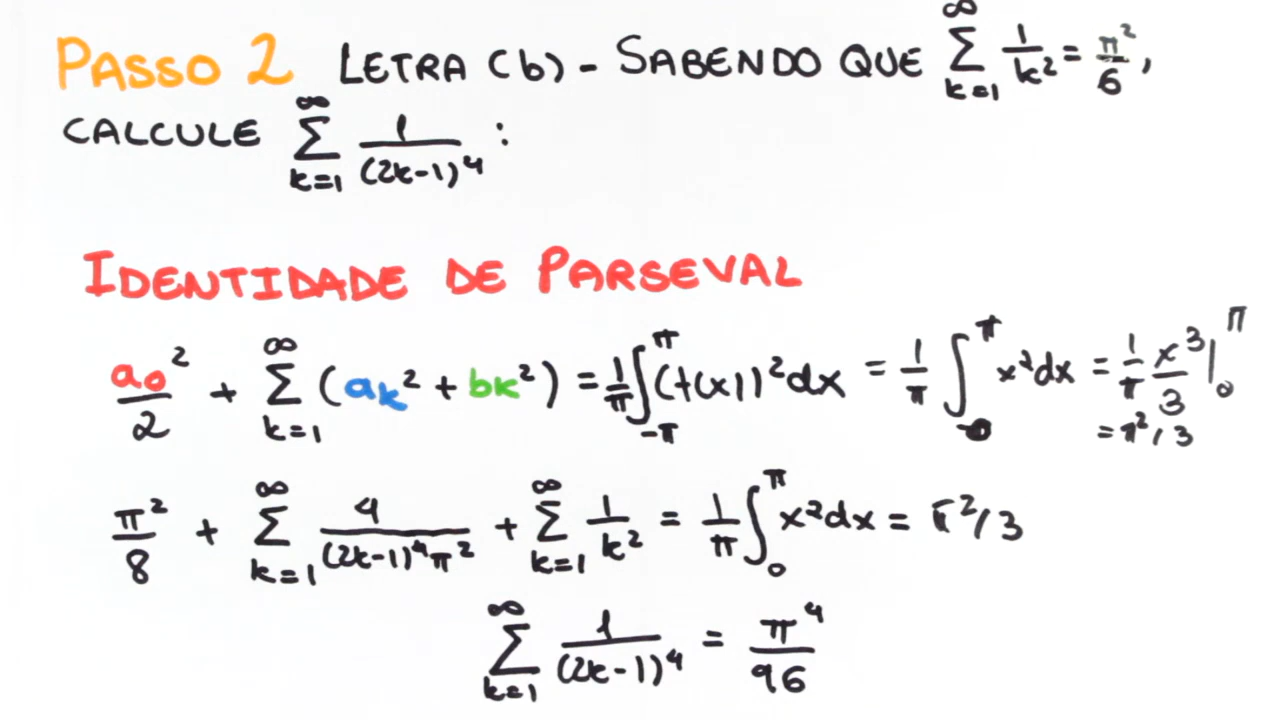 PASSO 2 LETRA (b) - SABENDO QUE ∑_{k=1}^{∞} 1/k² = π²/6,
CALCULE ∑_{k=1}^{∞} 1/(2k-1)⁴ :
IDENTIDADE DE PARSEVAL
a₀²/2 + ∑_{k=1}^{∞} (aₖ² + bₖ²) = 1/π ∫_{-π}^{π} (f(x))² dx = 1/π ∫_{0}^{π} x² dx = 1/π x³/3 |_{0}^{π}
= π²/3
π²/8 + ∑_{k=1}^{∞} 4/((2k-1)⁴π²) + ∑_{k=1}^{∞} 1/k² = 1/π ∫_{0}^{π} x² dx = π²/3
∑_{k=1}^{∞} 1/(2k-1)⁴ = π⁴/96